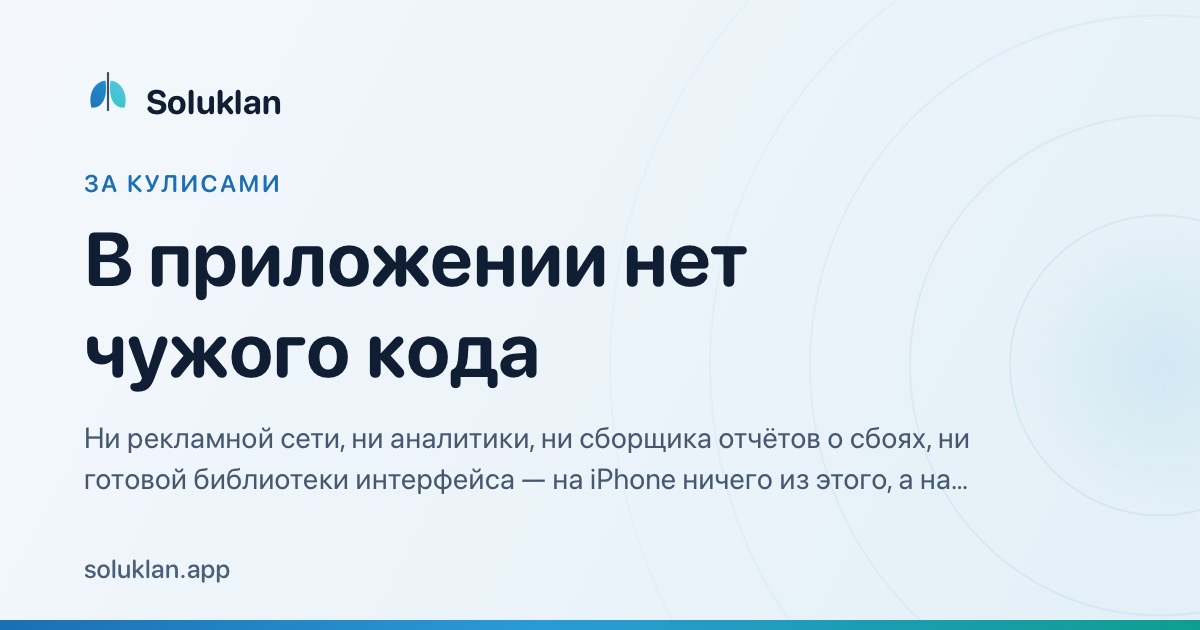 Soluklan
ЗА КУЛИСАМИ
В приложении нет
чужого кода
Ни рекламной сети, ни аналитики, ни сборщика отчётов о сбоях, ни
готовой библиотеки интерфейса — на iPhone ничего из этого, а на…
soluklan.app